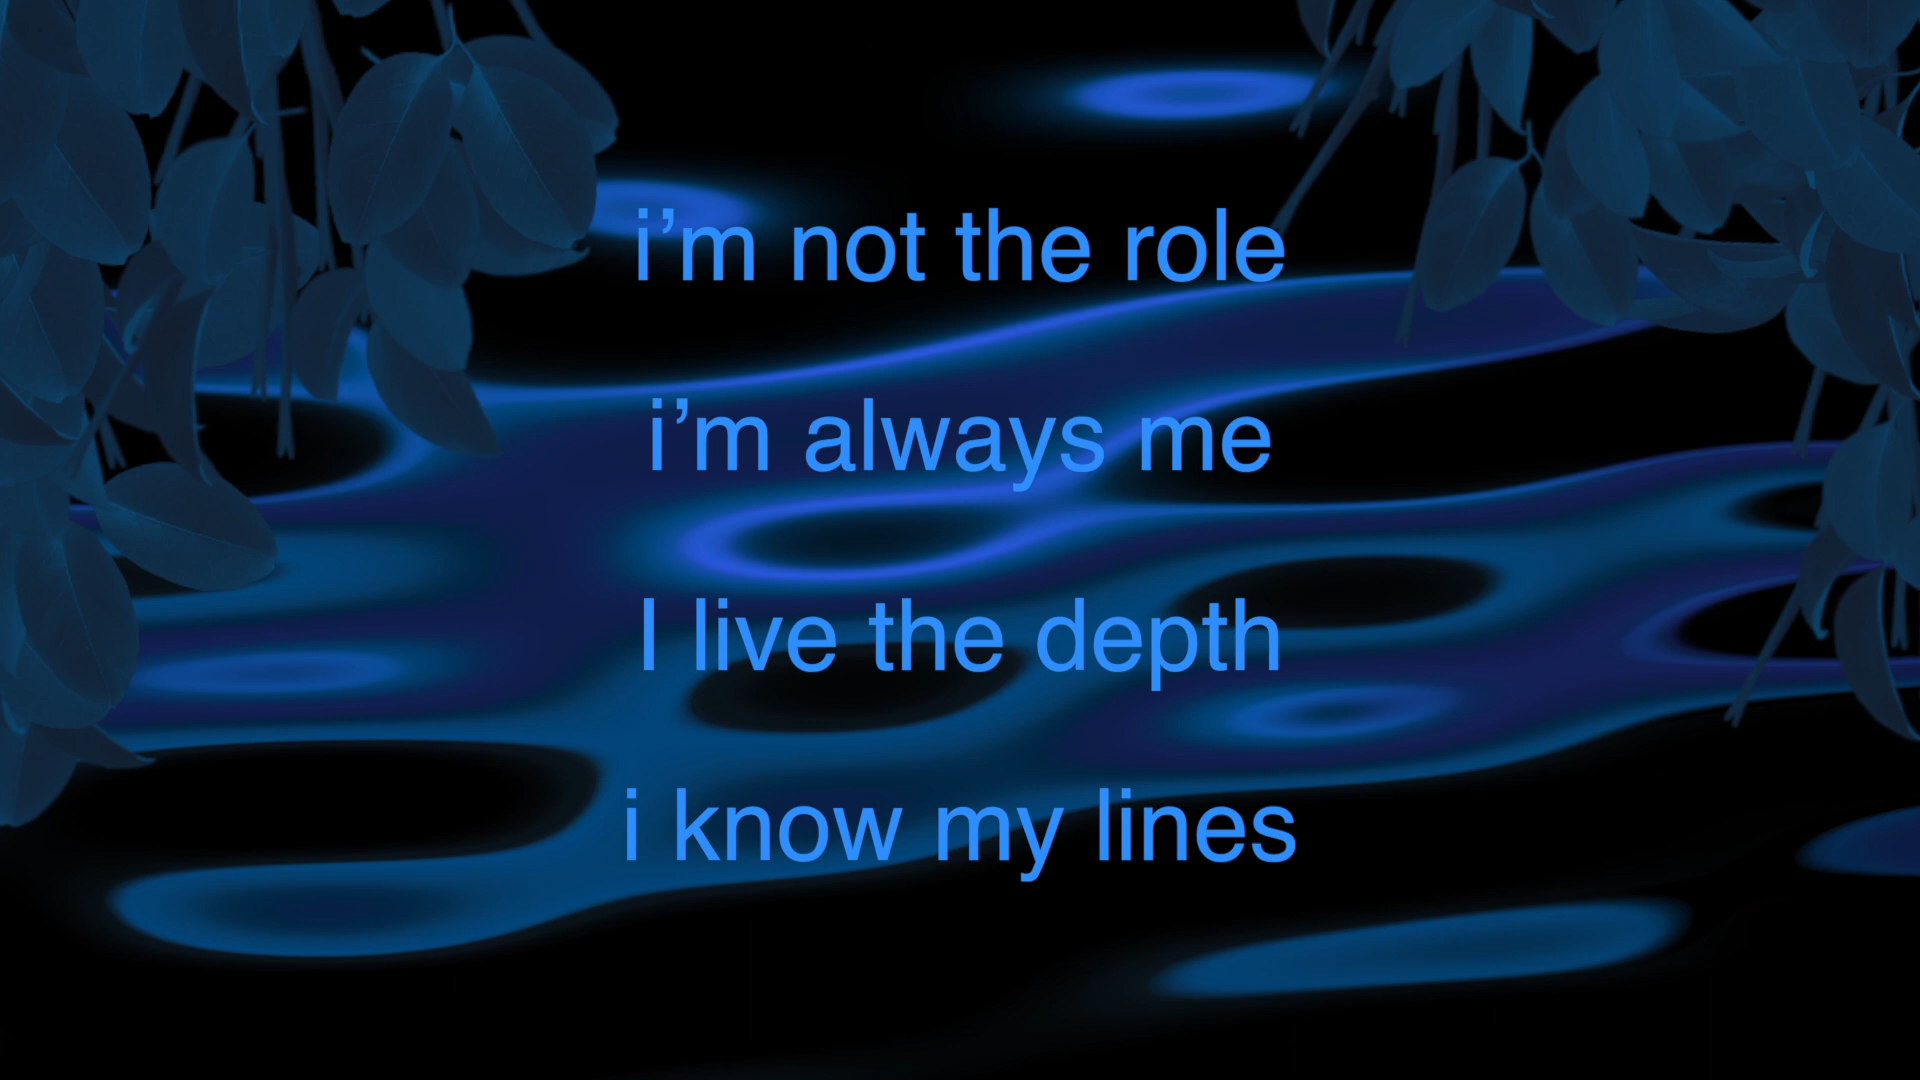 i’m not the role
i’m always me
I live the depth
i know my lines